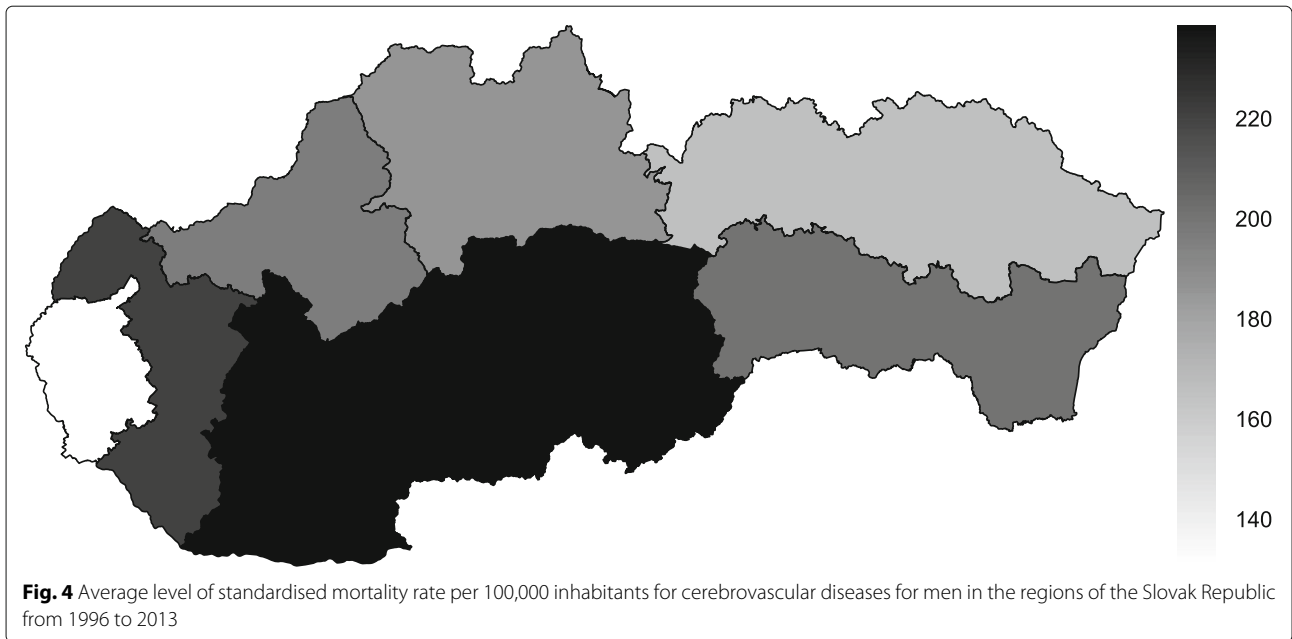 220
200
180
160
140
Fig. 4 Average level of standardised mortality rate per 100,000 inhabitants for cerebrovascular diseases for men in the regions of the Slovak Republic
from 1996 to 2013